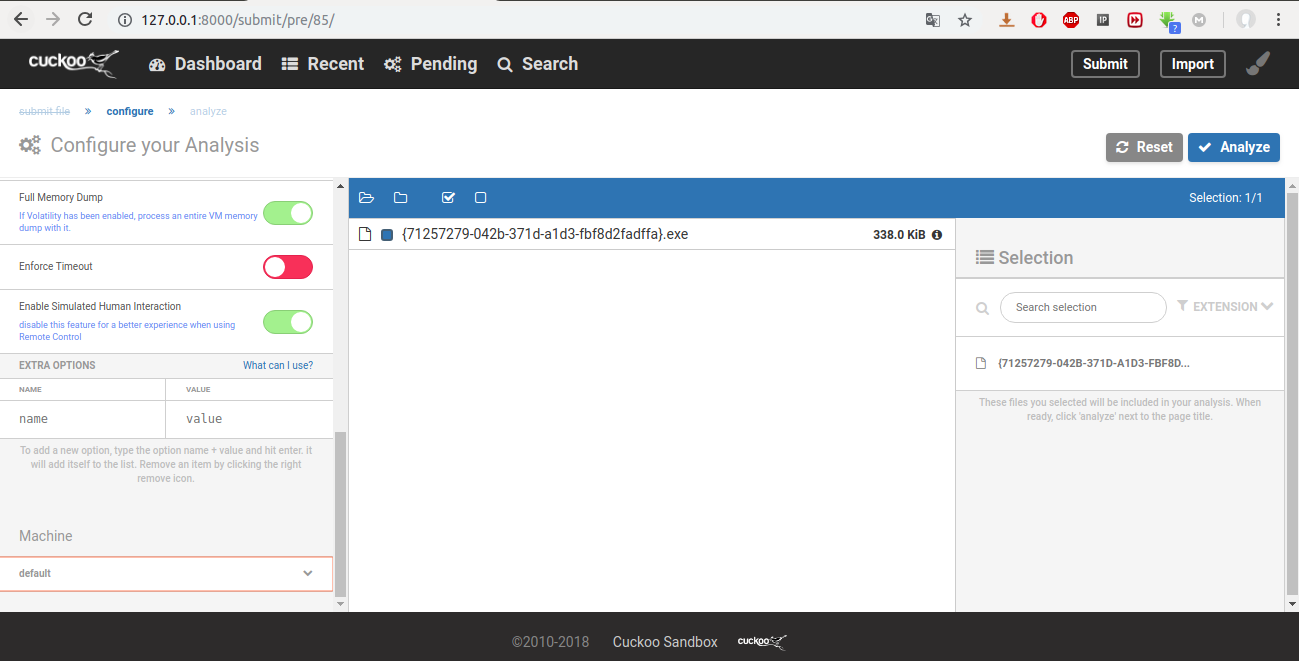 127.0.0.1:8000/submit/pre/85/
ABP
IP
?
M
cuckoo
Dashboard
Recent
Pending
Search
Submit
Import
submit file » configure » analyze
Configure your Analysis
Reset
Analyze
Full Memory Dump
If Volatility has been enabled, process an entire VM memory
dump with it.
Enforce Timeout
Enable Simulated Human Interaction
disable this feature for a better experience when using
Remote Control
EXTRA OPTIONS
What can I use?
NAME
VALUE
name
value
To add a new option, type the option name + value and hit enter. it
will add itself to the list. Remove an item by clicking the right
remove icon.
Machine
default
Selection: 1/1
{71257279-042b-371d-a1d3-fbf8d2fadffa}.exe
338.0 KiB
Selection
Search selection
EXTENSION
{71257279-042B-371D-A1D3-FBF8D...
These files you selected will be included in your analysis. When
ready, click 'analyze' next to the page title.
©2010-2018
Cuckoo Sandbox
cuckoo